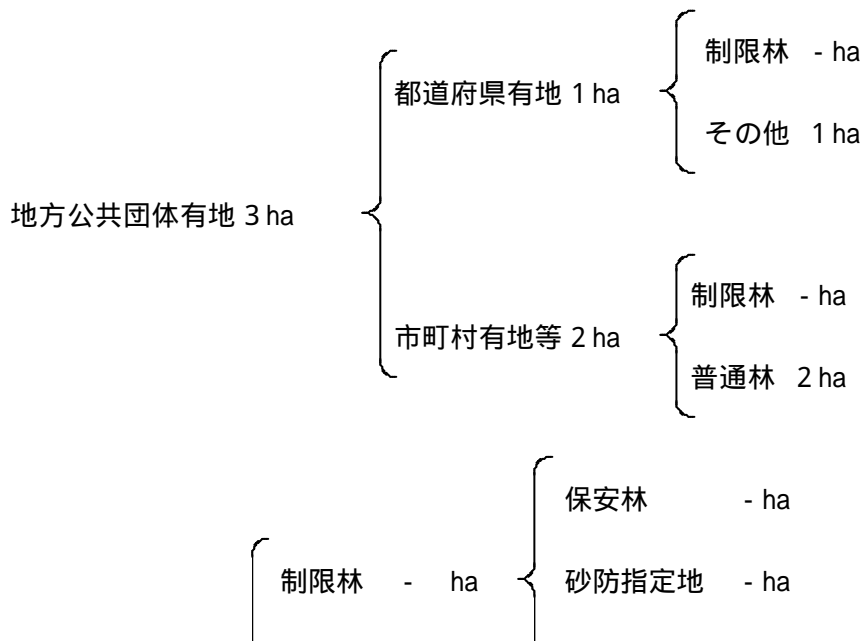 制限林 - ha
都道府県有地 1 ha
その他 1 ha
地方公共団体有地 3 ha
制限林 - ha
市町村有地等 2 ha
普通林 2 ha
保安林 - ha
制限林 - ha
砂防指定地 - ha